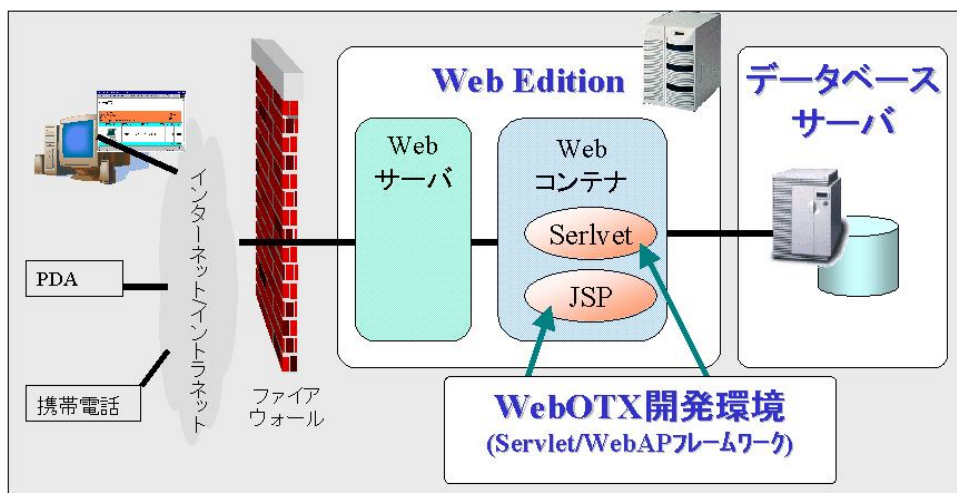 Web Edition
データベース
サーバ
Web
サーバ
Web
コンテナ
Serlvet
JSP
インターネット/イントラネット
PDA
携帯電話
ファイア
ウォール
WebOTX開発環境
(Servlet/WebAPフレームワーク)